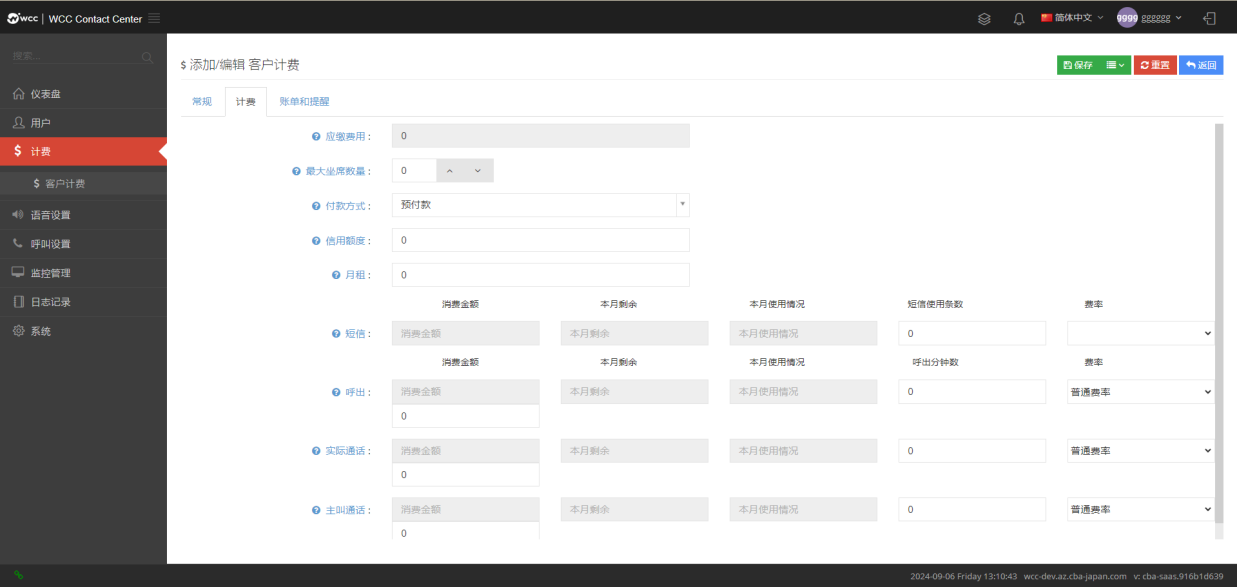 wcc | WCC Contact Center
简体中文
9999 gggggg
搜索...
仪表盘
用户
计费
客户计费
语音设置
呼叫设置
监控管理
日志记录
系统
$ 添加/编辑 客户计费
保存 重置 返回
常规 计费 账单和提醒
应缴费用： 0
最大坐席数量： 0
付款方式： 预付款
信用额度： 0
月租： 0
消费金额 本月剩余 本月使用情况 短信使用条数 费率
短信： 消费金额 本月剩余 本月使用情况 0
消费金额 本月剩余 本月使用情况 呼出分钟数 费率
呼出： 消费金额 本月剩余 本月使用情况 0 普通费率
0
实际通话： 消费金额 本月剩余 本月使用情况 0 普通费率
0
主叫通话： 消费金额 本月剩余 本月使用情况 0 普通费率
0
2024-09-06 Friday 13:10:43 wcc-dev.az.cba-japan.com v: cba-saas.916b1d639